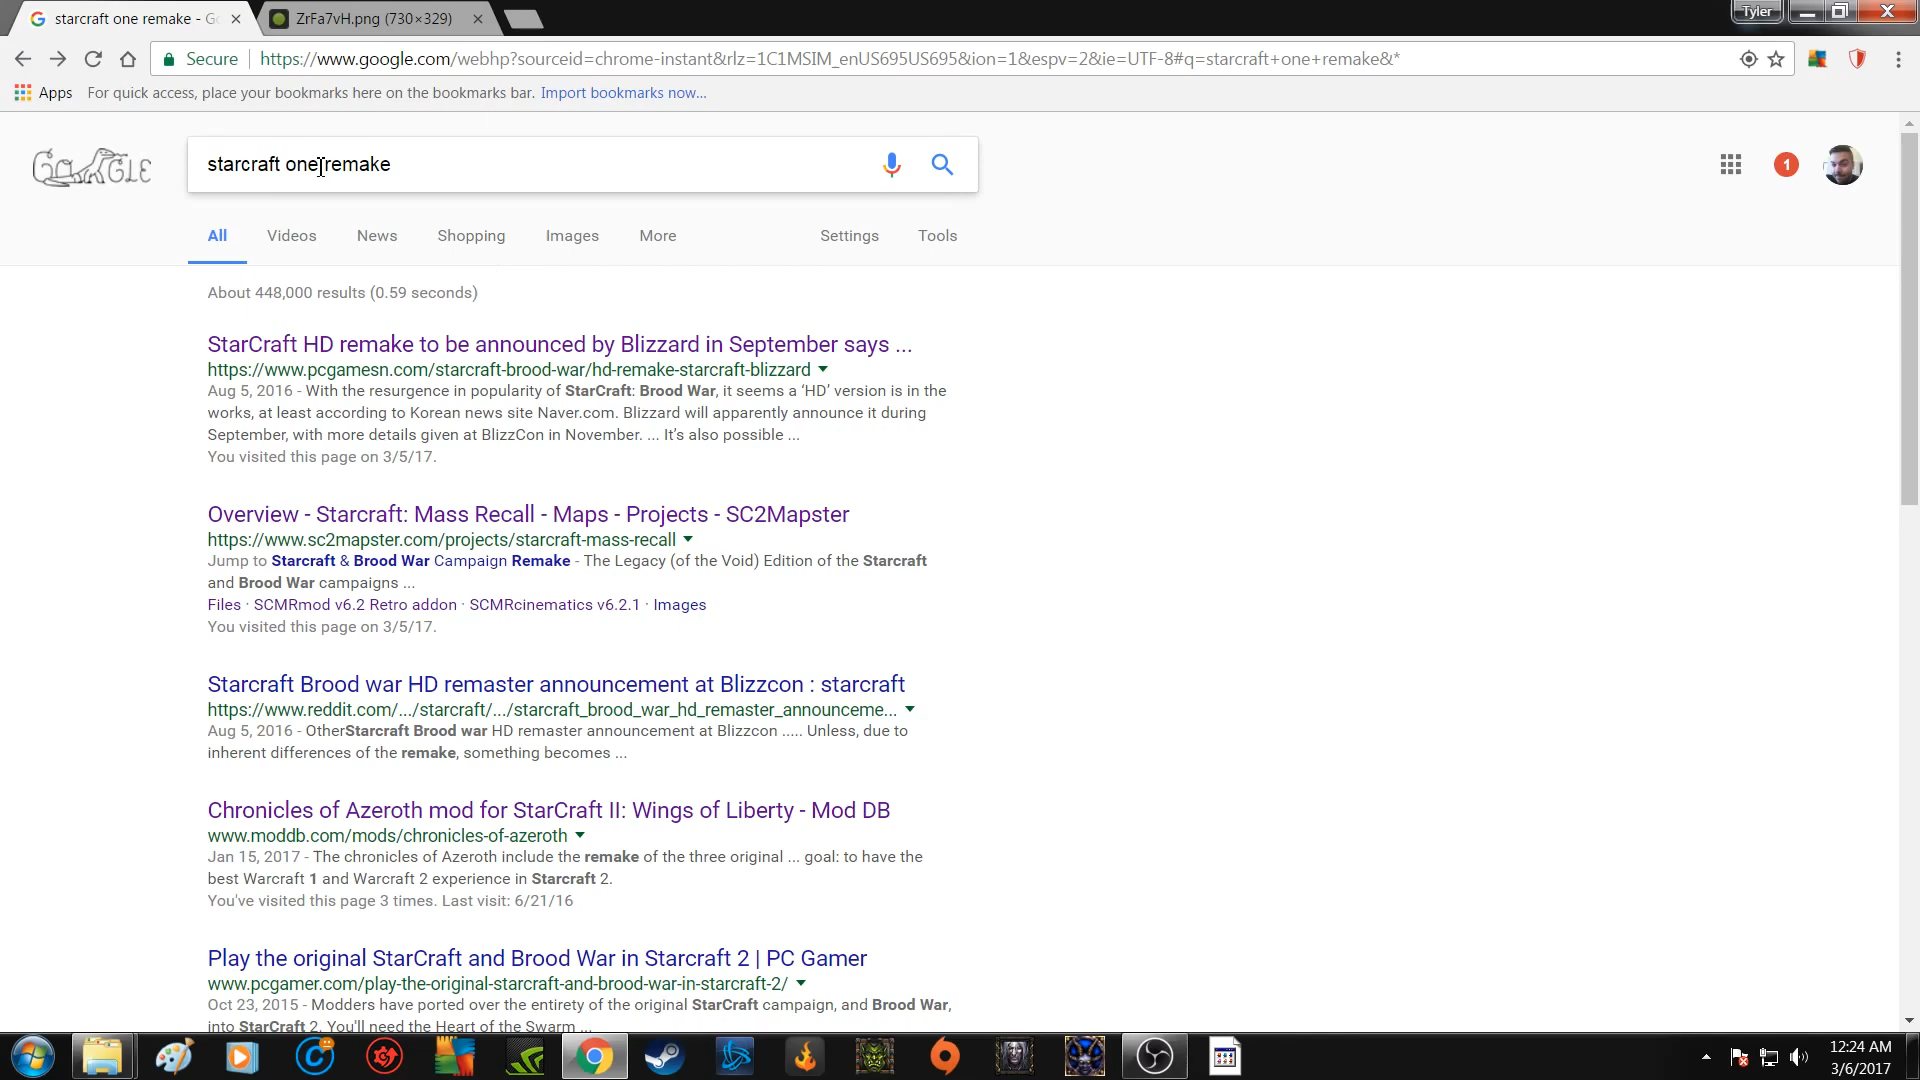 starcraft one remake - Go
ZrFa7vH.png (730×329)
Tyler
Secure
https://www.google.com/webhp?sourceid=chrome-instant&rlz=1C1MSIM_enUS695US695&ion=1&espv=2&ie=UTF-8#q=starcraft+one+remake&*
Apps
For quick access, place your bookmarks here on the bookmarks bar. Import bookmarks now...
starcraft one remake
1
All
Videos
News
Shopping
Images
More
Settings
Tools
About 448,000 results (0.59 seconds)
StarCraft HD remake to be announced by Blizzard in September says ...
https://www.pcgamesn.com/starcraft-brood-war/hd-remake-starcraft-blizzard
Aug 5, 2016 - With the resurgence in popularity of StarCraft: Brood War, it seems a ‘HD’ version is in the
works, at least according to Korean news site Naver.com. Blizzard will apparently announce it during
September, with more details given at BlizzCon in November. ... It’s also possible ...
You visited this page on 3/5/17.
Overview - Starcraft: Mass Recall - Maps - Projects - SC2Mapster
https://www.sc2mapster.com/projects/starcraft-mass-recall
Jump to Starcraft & Brood War Campaign Remake - The Legacy (of the Void) Edition of the Starcraft
and Brood War campaigns ...
Files · SCMRmod v6.2 Retro addon · SCMRcinematics v6.2.1 · Images
You visited this page on 3/5/17.
Starcraft Brood war HD remaster announcement at Blizzcon : starcraft
https://www.reddit.com/.../starcraft/.../starcraft_brood_war_hd_remaster_announceme...
Aug 5, 2016 - OtherStarcraft Brood war HD remaster announcement at Blizzcon ..... Unless, due to
inherent differences of the remake, something becomes ...
Chronicles of Azeroth mod for StarCraft II: Wings of Liberty - Mod DB
www.moddb.com/mods/chronicles-of-azeroth
Jan 15, 2017 - The chronicles of Azeroth include the remake of the three original ... goal: to have the
best Warcraft 1 and Warcraft 2 experience in Starcraft 2.
You've visited this page 3 times. Last visit: 6/21/16
Play the original StarCraft and Brood War in Starcraft 2 | PC Gamer
www.pcgamer.com/play-the-original-starcraft-and-brood-war-in-starcraft-2/
Oct 23, 2015 - Modders have ported over the entirety of the original StarCraft campaign, and Brood War,
into StarCraft 2. You'll need the Heart of the Swarm ...
12:24 AM
3/6/2017